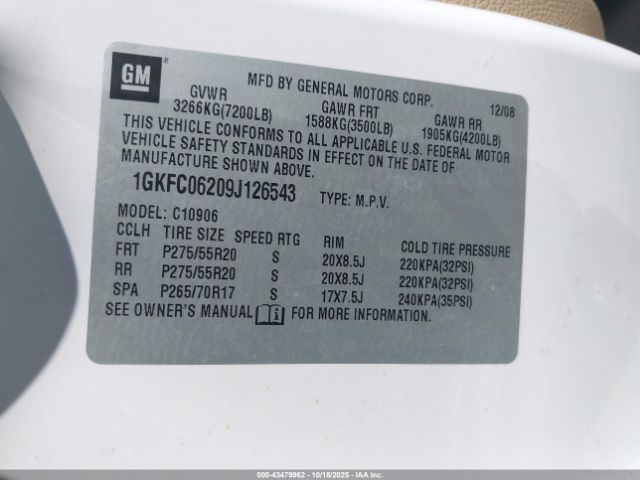 GM
MFD BY GENERAL MOTORS CORP. 12/08
GVWR GAWR FRT GAWR RR
3266KG(7200LB) 1588KG(3500LB) 1905KG(4200LB)
THIS VEHICLE CONFORMS TO ALL APPLICABLE U.S. FEDERAL MOTOR
VEHICLE SAFETY STANDARDS IN EFFECT ON THE DATE OF
MANUFACTURE SHOWN ABOVE.
1GKFC06209J126543 TYPE: M.P.V.
MODEL: C10906
CCLH TIRE SIZE SPEED RTG RIM COLD TIRE PRESSURE
FRT P275/55R20 S 20X8.5J 220KPA(32PSI)
RR P275/55R20 S 20X8.5J 220KPA(32PSI)
SPA P265/70R17 S 17X7.5J 240KPA(35PSI)
SEE OWNER'S MANUAL i FOR MORE INFORMATION.
000-43479962 - 10/18/2025 - IAAI.COM